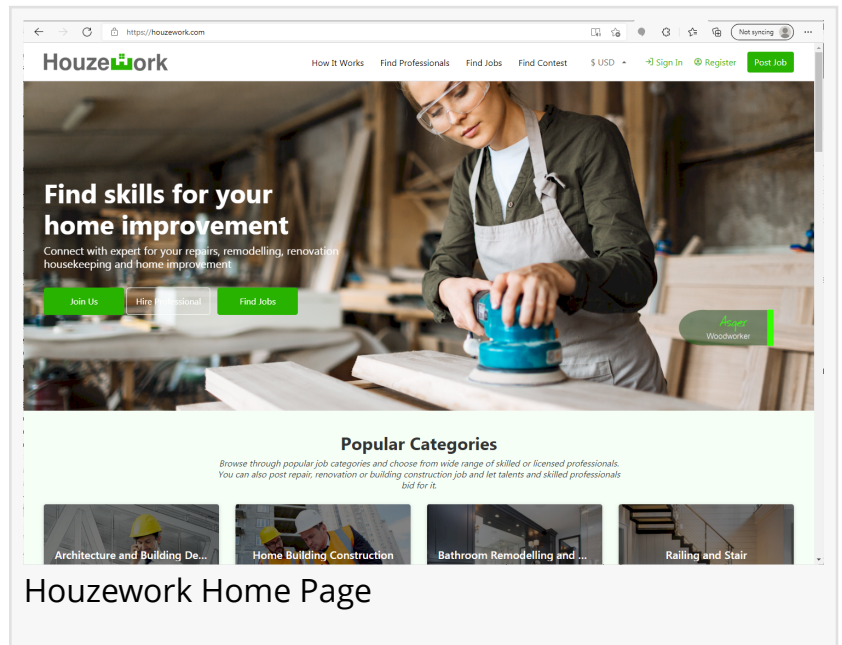 https://houzework.com
Not syncing
Houzework
How It Works Find Professionals Find Jobs Find Contest $ USD Sign In Register Post Job
Find skills for your
home improvement
Connect with expert for your repairs, remodelling, renovation
housekeeping and home improvement
Join Us Hire Professional Find Jobs
Asger
Woodworker
Popular Categories
Browse through popular job categories and choose from wide range of skilled or licensed professionals.
You can also post repair, renovation or building construction job and let talents and skilled professionals
bid for it.
Architecture and Building De... Home Building Construction Bathroom Remodelling and ... Railing and Stair
Houzework Home Page